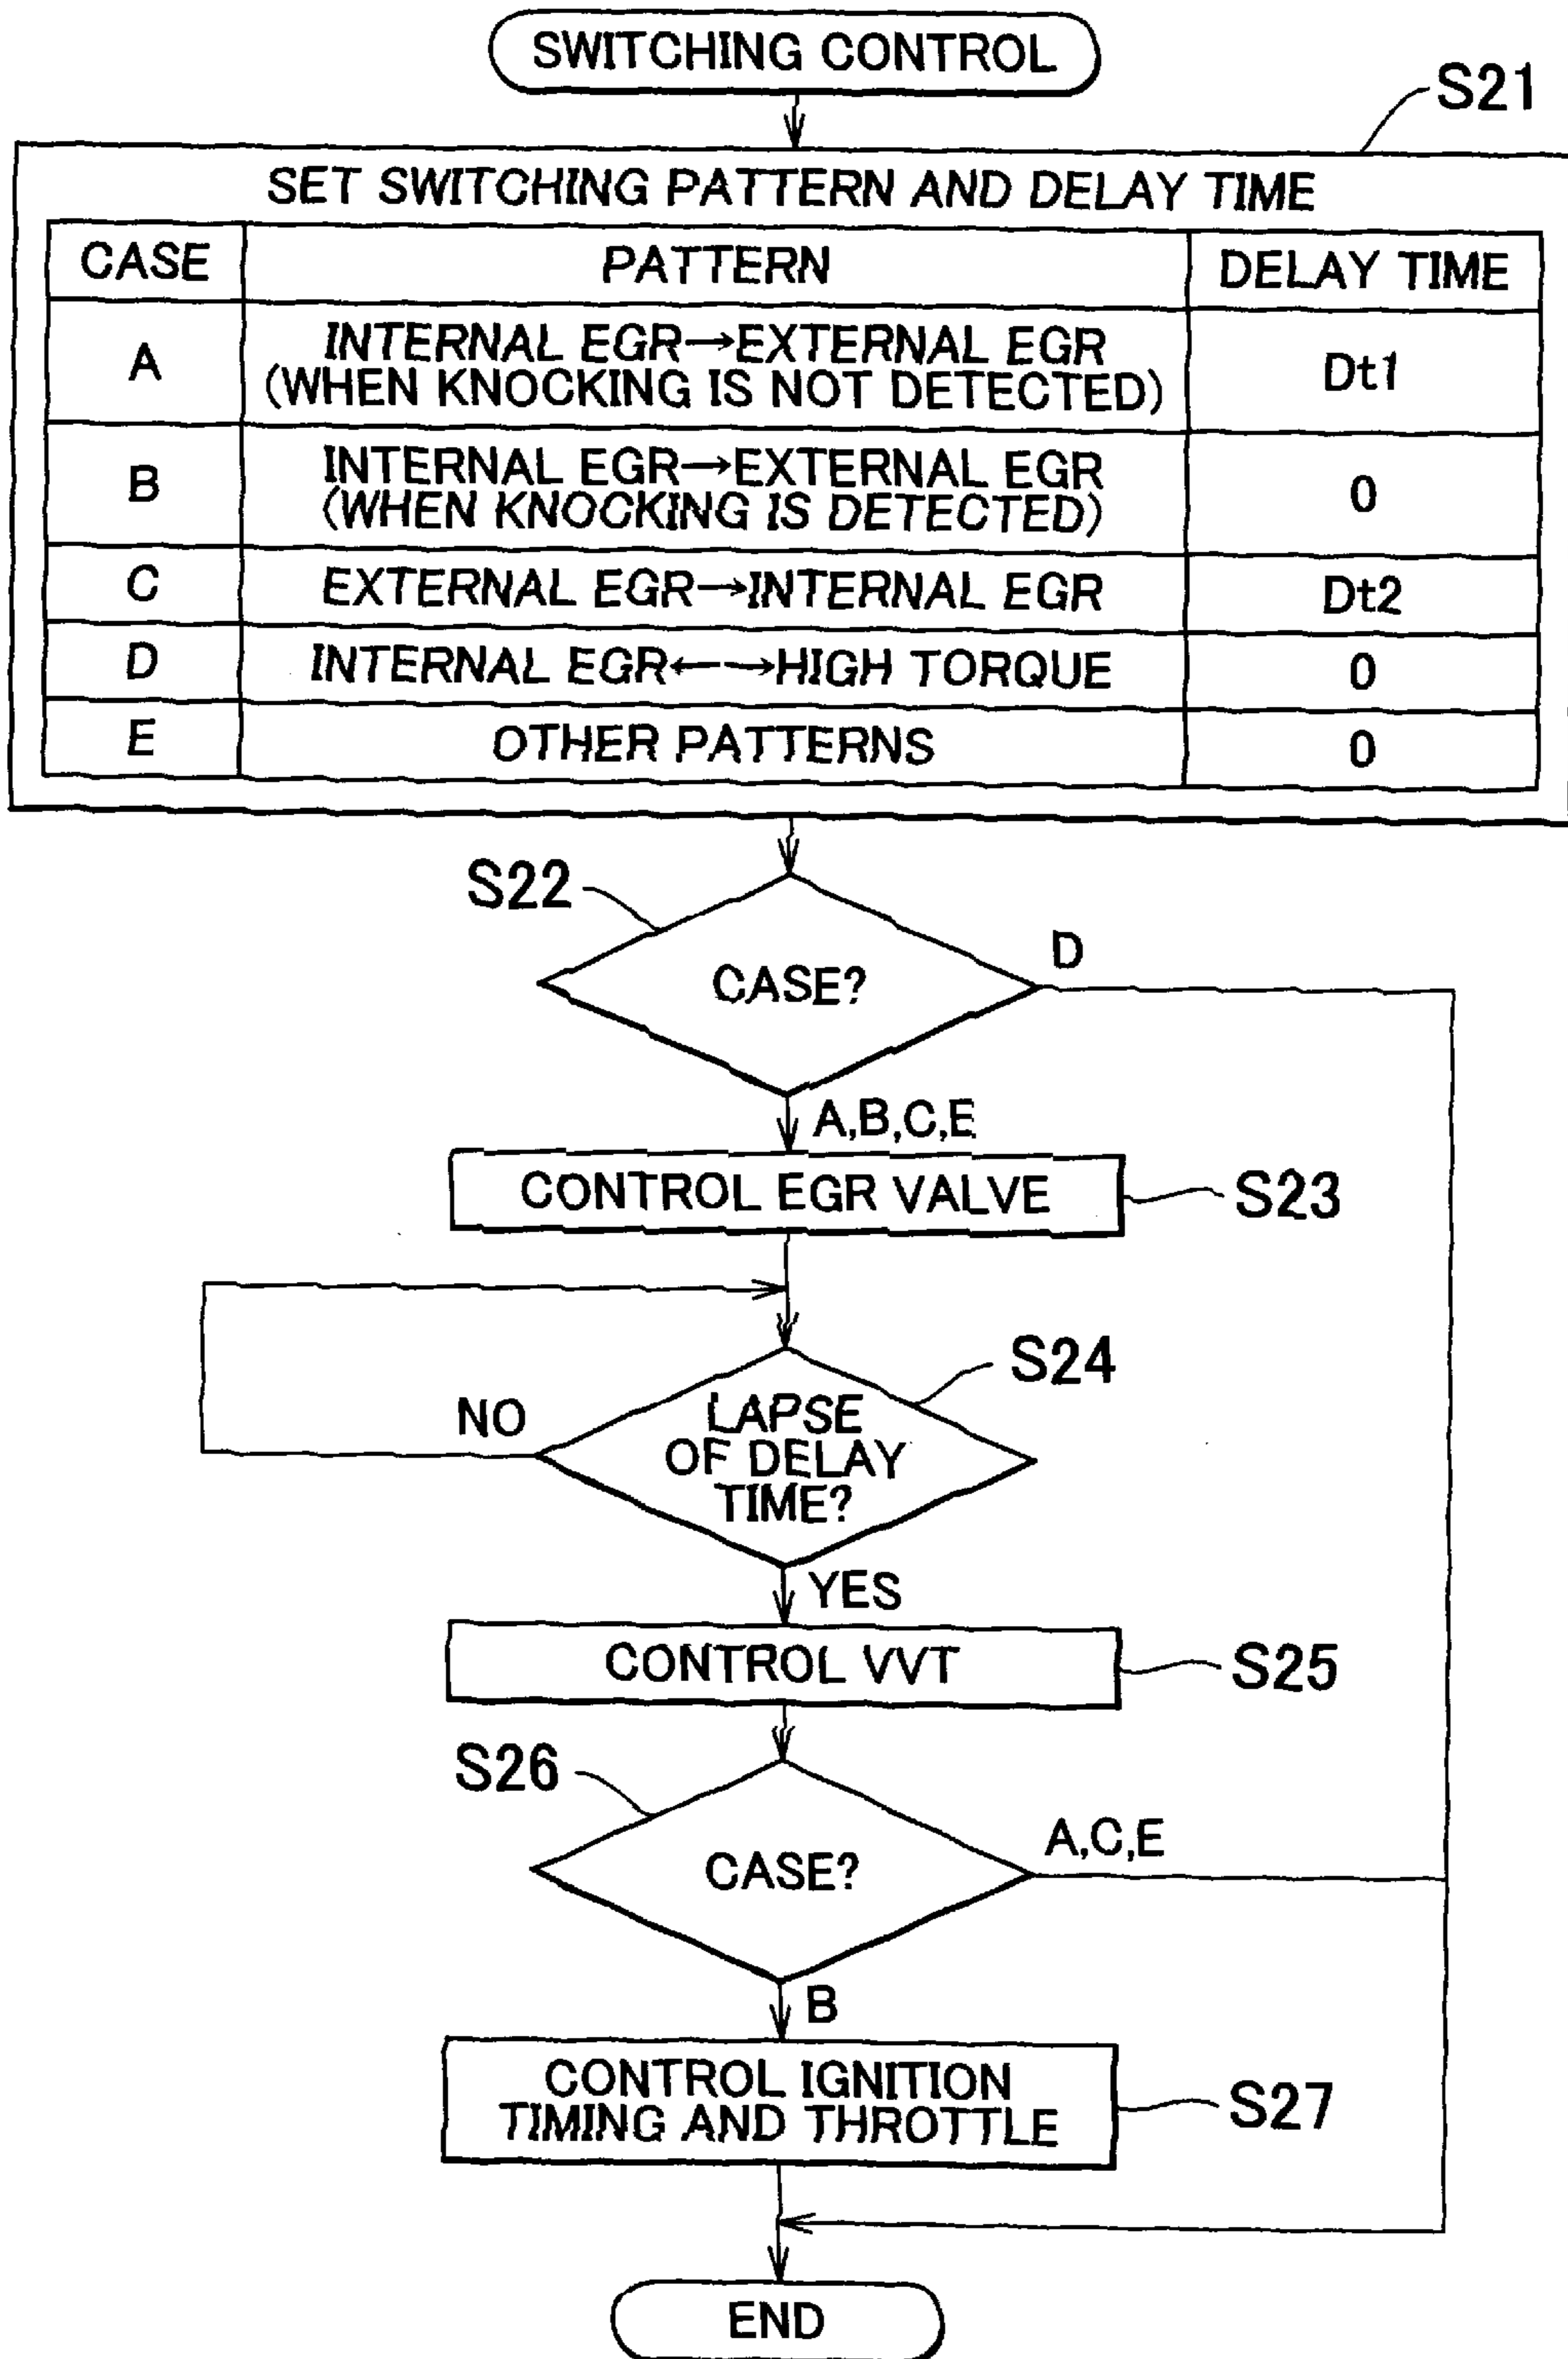 SWITCHING CONTROL
S21
SET SWITCHING PATTERN AND DELAY TIME
CASE PATTERN DELAY TIME
A INTERNAL EGR→EXTERNAL EGR (WHEN KNOCKING IS NOT DETECTED) Dt1
B INTERNAL EGR→EXTERNAL EGR (WHEN KNOCKING IS DETECTED) 0
C EXTERNAL EGR→INTERNAL EGR Dt2
D INTERNAL EGR←→HIGH TORQUE 0
E OTHER PATTERNS 0
S22
CASE?
D
A,B,C,E
CONTROL EGR VALVE
S23
S24
NO
LAPSE
OF DELAY
TIME?
YES
CONTROL VVT
S25
S26
CASE?
A,C,E
B
CONTROL IGNITION
TIMING AND THROTTLE
S27
END